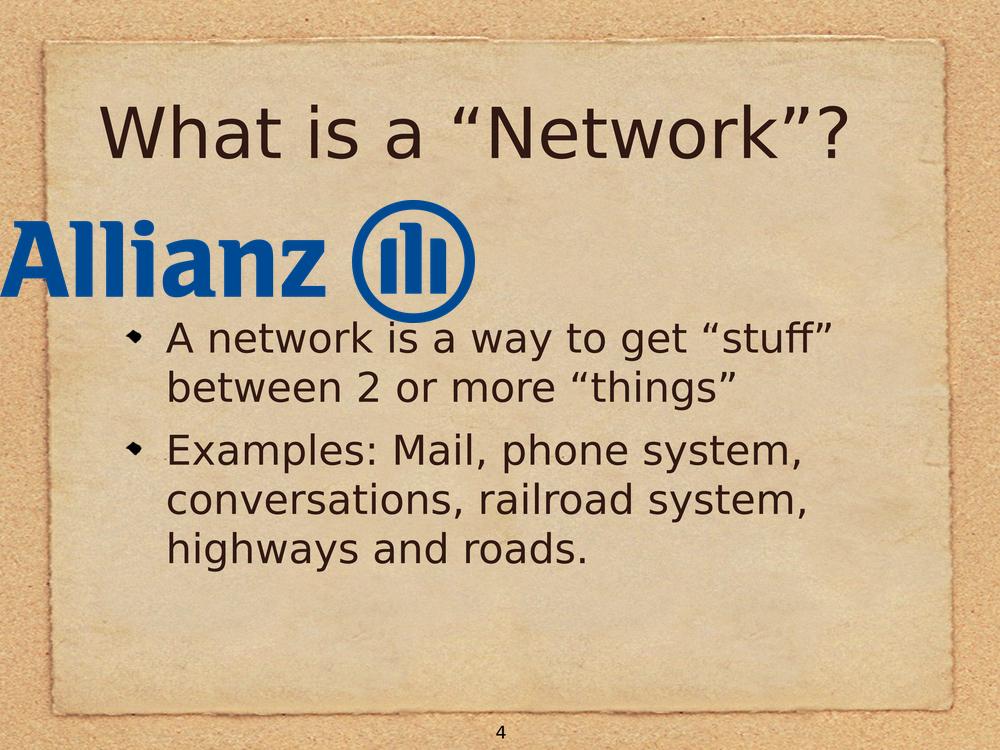 What is a “Network”?
Allianz
A network is a way to get “stuff”
between 2 or more “things”
Examples: Mail, phone system,
conversations, railroad system,
highways and roads.
4